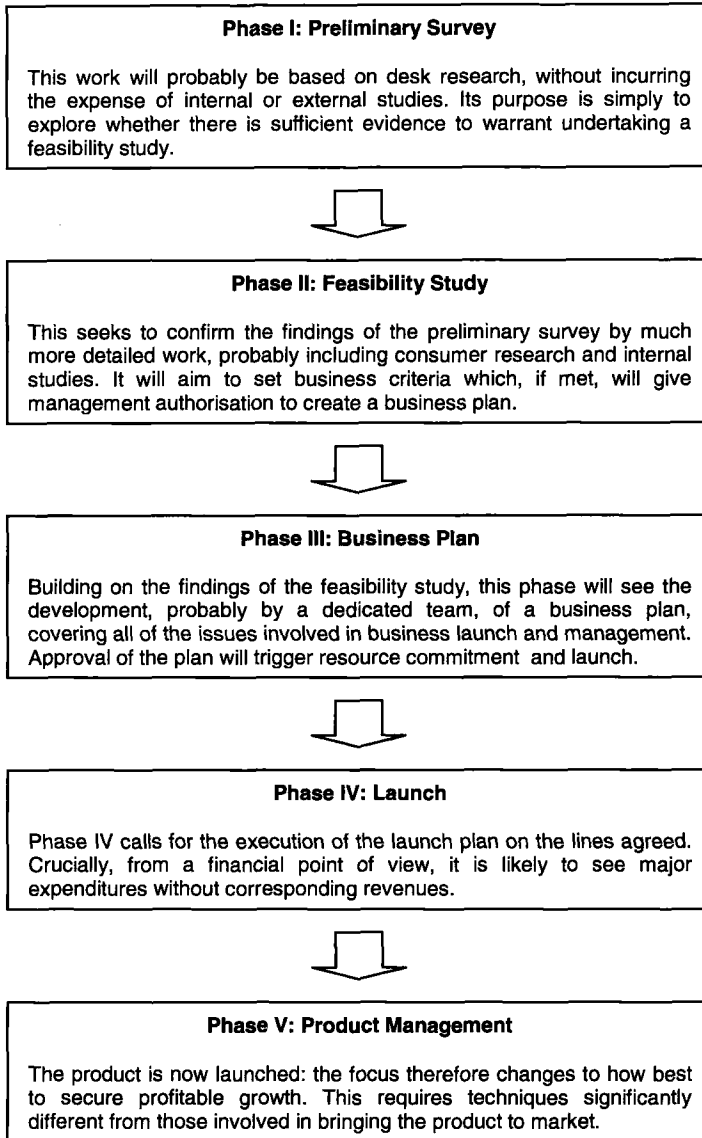 Phase I: Preliminary Survey
This work will probably be based on desk research, without incurring
the expense of internal or external studies. Its purpose is simply to
explore whether there is sufficient evidence to warrant undertaking a
feasibility study.
Phase II: Feasibility Study
This seeks to confirm the findings of the preliminary survey by much
more detailed work, probably including consumer research and internal
studies. It will aim to set business criteria which, if met, will give
management authorisation to create a business plan.
Phase III: Business Plan
Building on the findings of the feasibility study, this phase will see the
development, probably by a dedicated team, of a business plan,
covering all of the issues involved in business launch and management.
Approval of the plan will trigger resource commitment and launch.
Phase IV: Launch
Phase IV calls for the execution of the launch plan on the lines agreed.
Crucially, from a financial point of view, it is likely to see major
expenditures without corresponding revenues.
Phase V: Product Management
The product is now launched: the focus therefore changes to how best
to secure profitable growth. This requires techniques significantly
different from those involved in bringing the product to market.